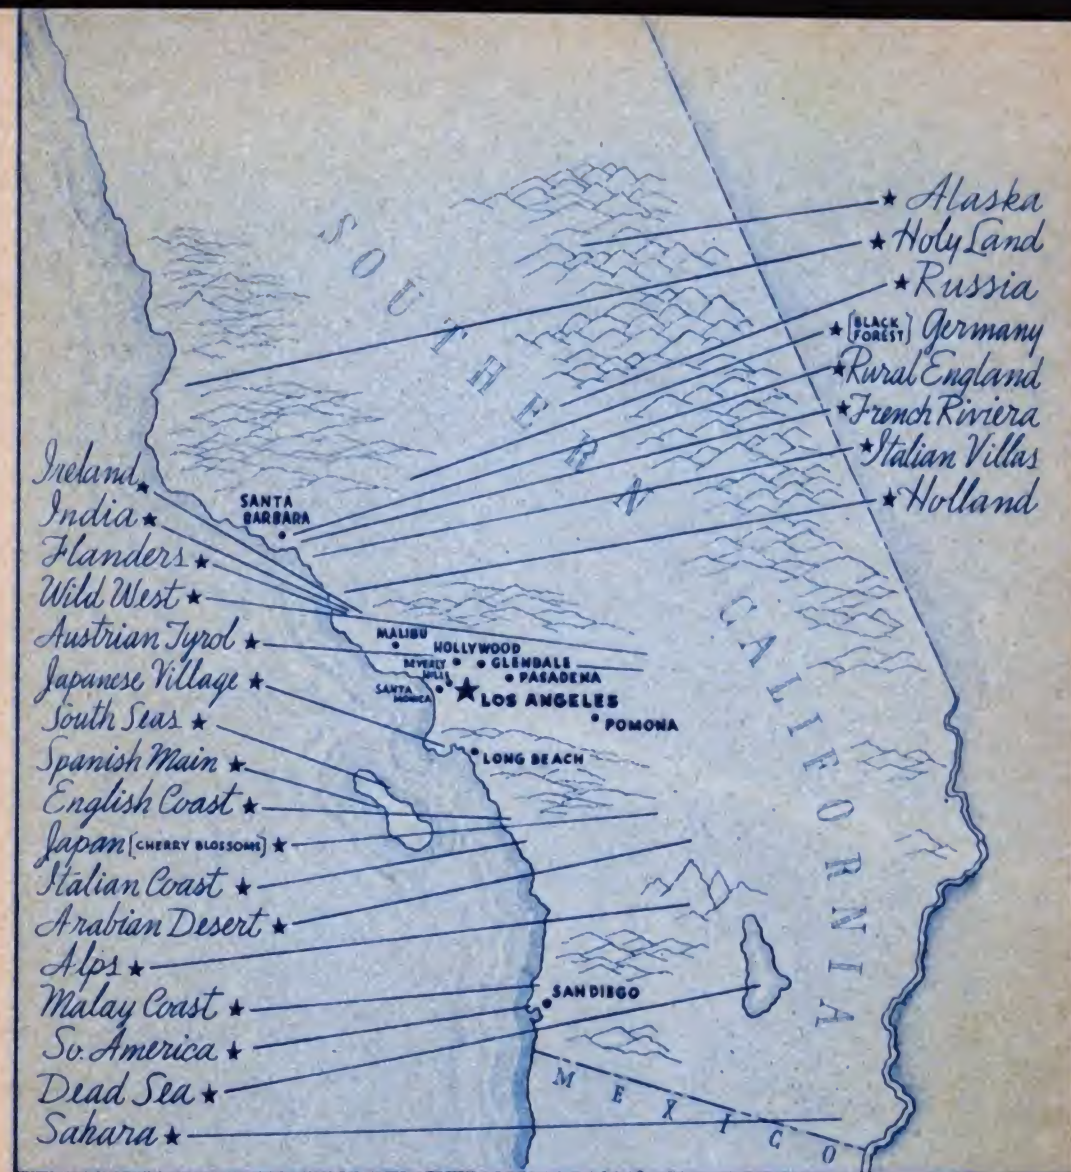 SOUTHERN CALIFORNIA
Alaska
Holy Land
Russia
[BLACK
FOREST] Germany
Rural England
French Riviera
Italian Villas
Holland
Ireland
India
Flanders
Wild West
Austrian Tyrol
Japanese Village
South Seas
Spanish Main
English Coast
Japan [CHERRY BLOSSOMS]
Italian Coast
Arabian Desert
Alps
Malay Coast
So. America
Dead Sea
Sahara
SANTA
BARBARA
MALIBU
HOLLYWOOD
BEVERLY
HILLS
GLENDALE
PASADENA
SANTA
MONICA
LOS ANGELES
POMONA
LONG BEACH
SAN DIEGO
MEXICO